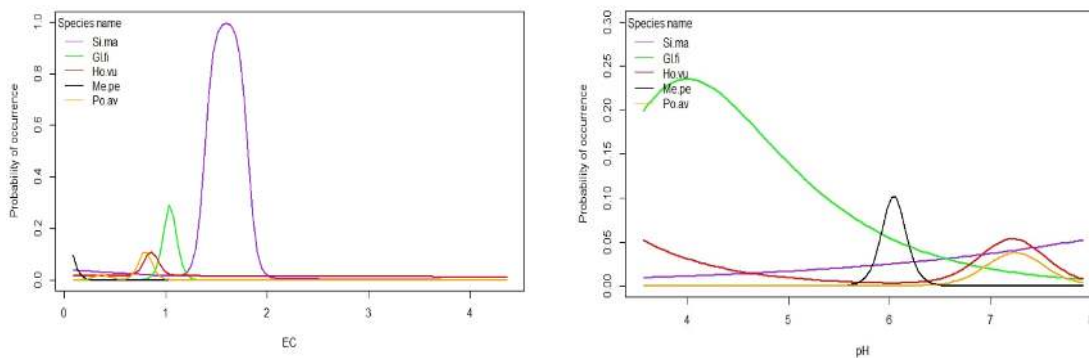 Species name
Si.ma
Gl.fi
Ho.vu
Me.pe
Po.av
Probability of occurrence
0.0
0.2
0.4
0.6
0.8
1.0
0
1
2
3
4
EC
Species name
Si.ma
Gl.fi
Ho.vu
Me.pe
Po.av
Probability of occurrence
0.00
0.05
0.10
0.15
0.20
0.25
0.30
4
5
6
7
pH